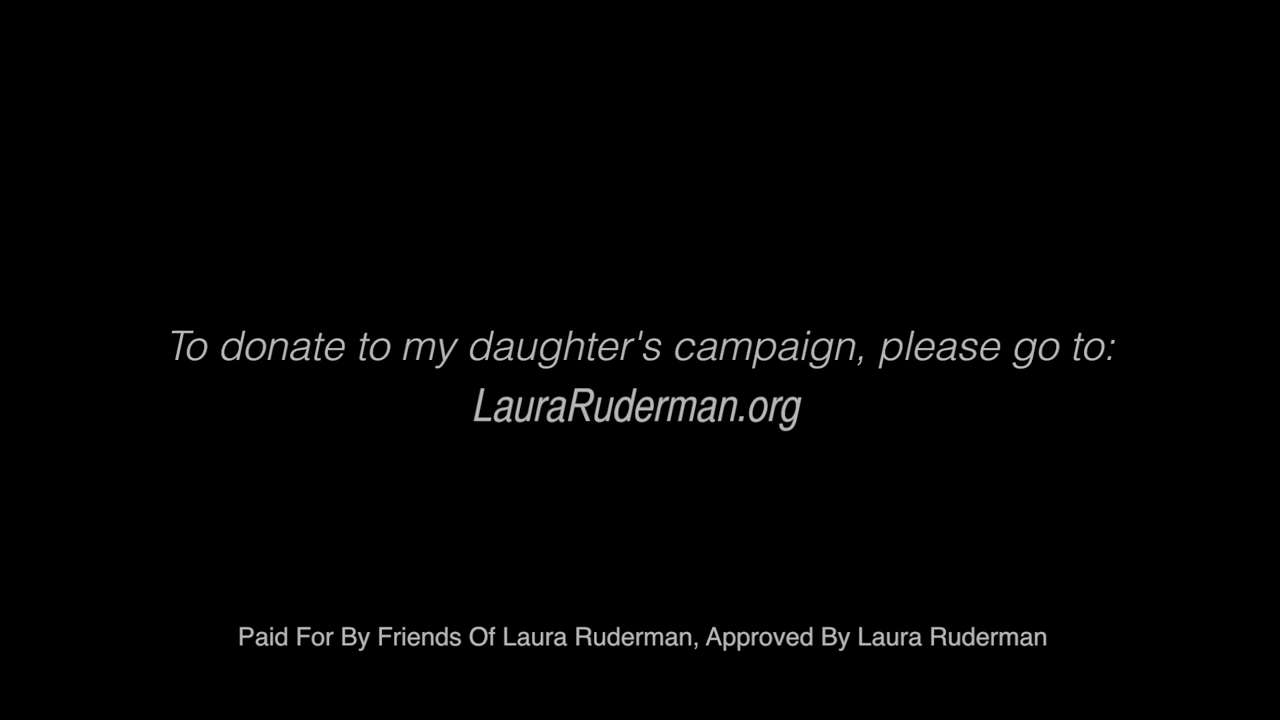 To donate to my daughter's campaign, please go to:
LauraRuderman.org
Paid For By Friends Of Laura Ruderman, Approved By Laura Ruderman